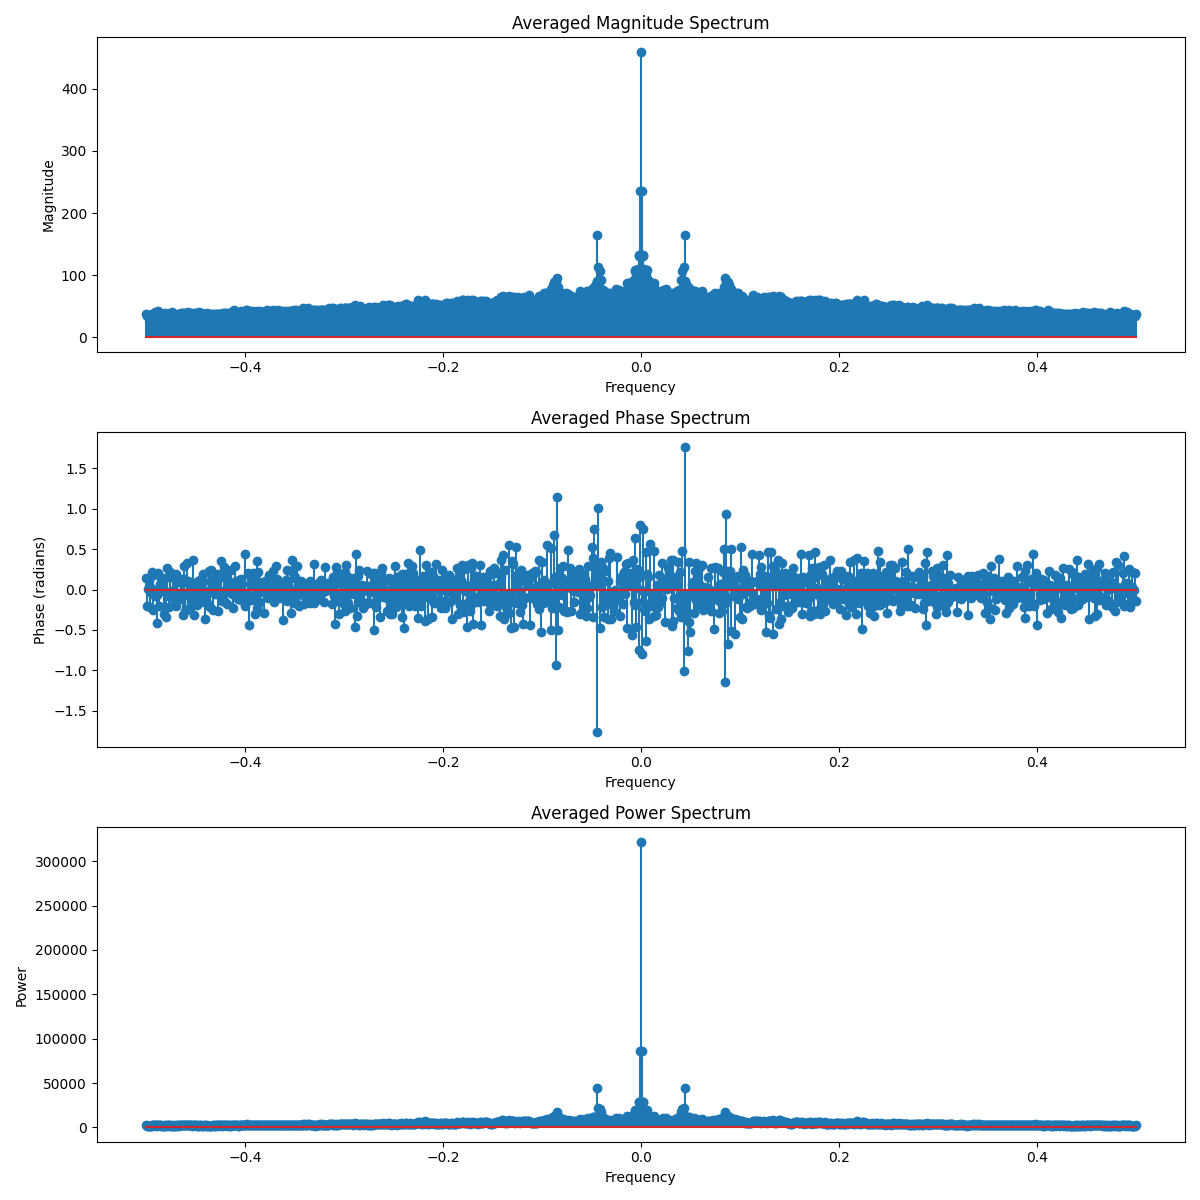 Averaged Magnitude Spectrum
400
300
200
100
0
Magnitude
−0.4 −0.2 0.0 0.2 0.4
Frequency
Averaged Phase Spectrum
1.5
1.0
0.5
0.0
−0.5
−1.0
−1.5
Phase (radians)
−0.4 −0.2 0.0 0.2 0.4
Frequency
Averaged Power Spectrum
300000
250000
200000
150000
100000
50000
0
Power
−0.4 −0.2 0.0 0.2 0.4
Frequency